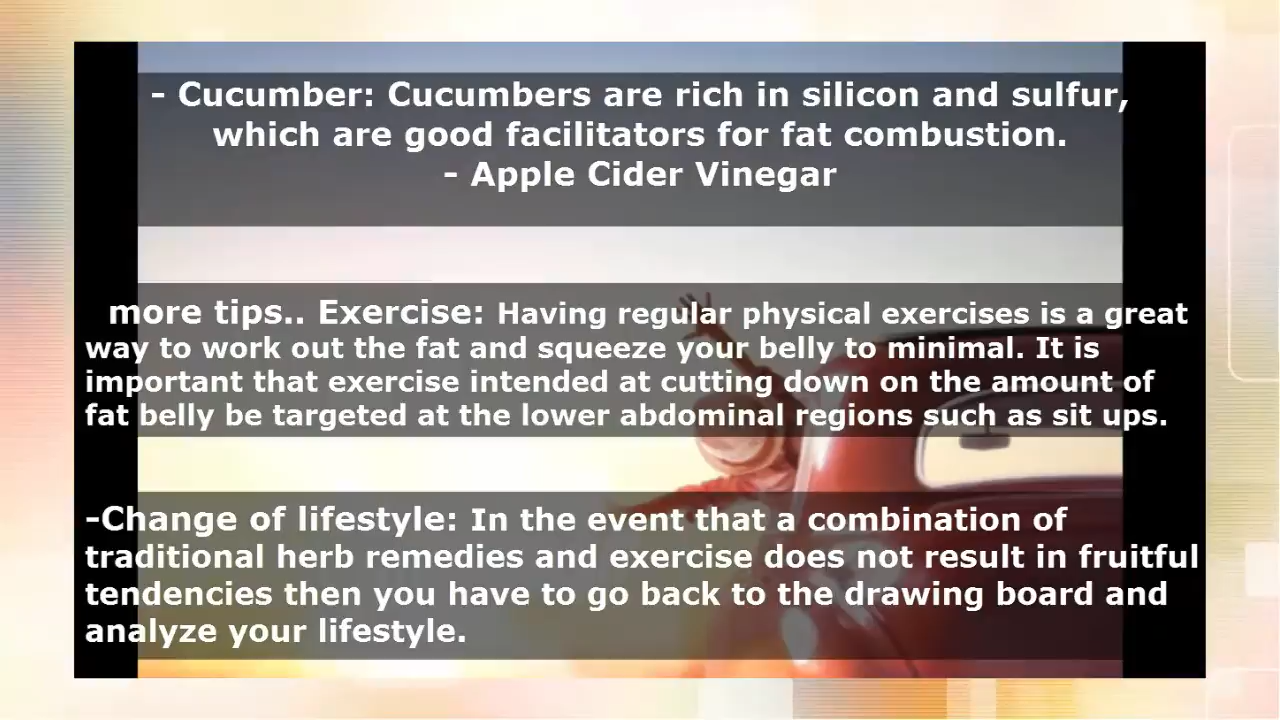 - Cucumber: Cucumbers are rich in silicon and sulfur,
which are good facilitators for fat combustion.
- Apple Cider Vinegar
more tips.. Exercise: Having regular physical exercises is a great
way to work out the fat and squeeze your belly to minimal. It is
important that exercise intended at cutting down on the amount of
fat belly be targeted at the lower abdominal regions such as sit ups.
-Change of lifestyle: In the event that a combination of
traditional herb remedies and exercise does not result in fruitful
tendencies then you have to go back to the drawing board and
analyze your lifestyle.